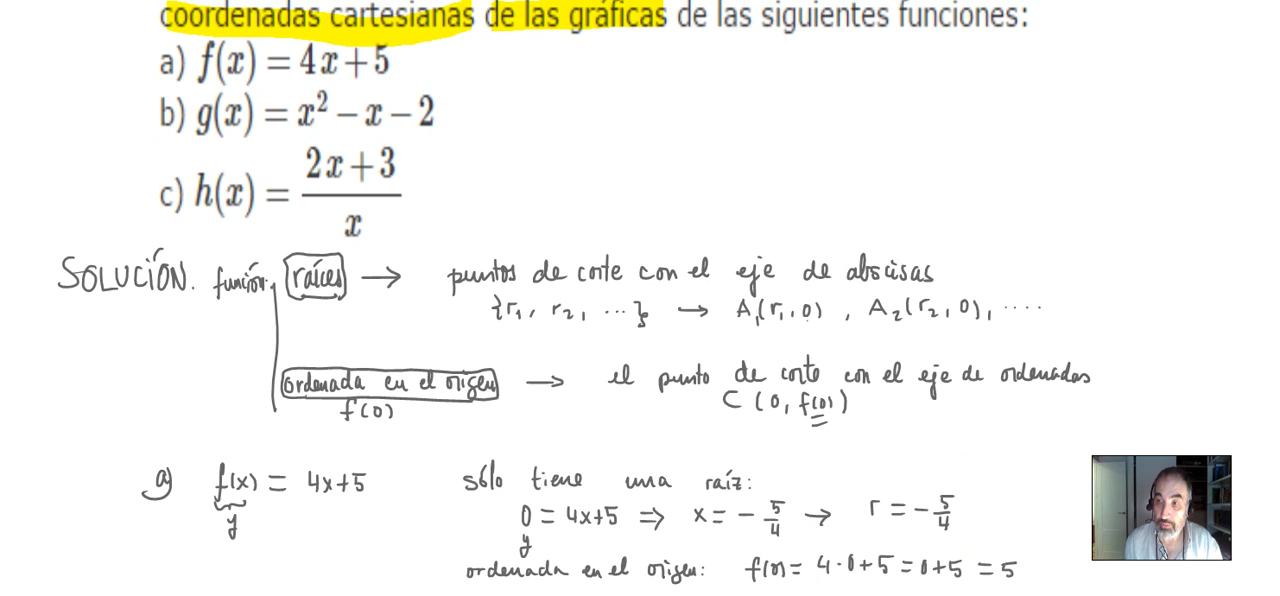 coordenadas cartesianas de las gráficas de las siguientes funciones:
a) f(x) = 4x+5
b) g(x) = x² − x − 2
c) h(x) = (2x+3)/x
SOLUCIÓN. función raíces → puntos de corte con el eje de abscisas
{r₁, r₂, ...} → A₁(r₁,0), A₂(r₂,0), ....
ordenada en el origen → el punto de corte con el eje de ordenadas
f(0) C(0, f(0))
a) f(x) = 4x+5 sólo tiene una raíz:
y 0 = 4x+5 ⇒ x = −5/4 → r = −5/4
y
ordenada en el origen: f(0) = 4·0+5 = 0+5 = 5